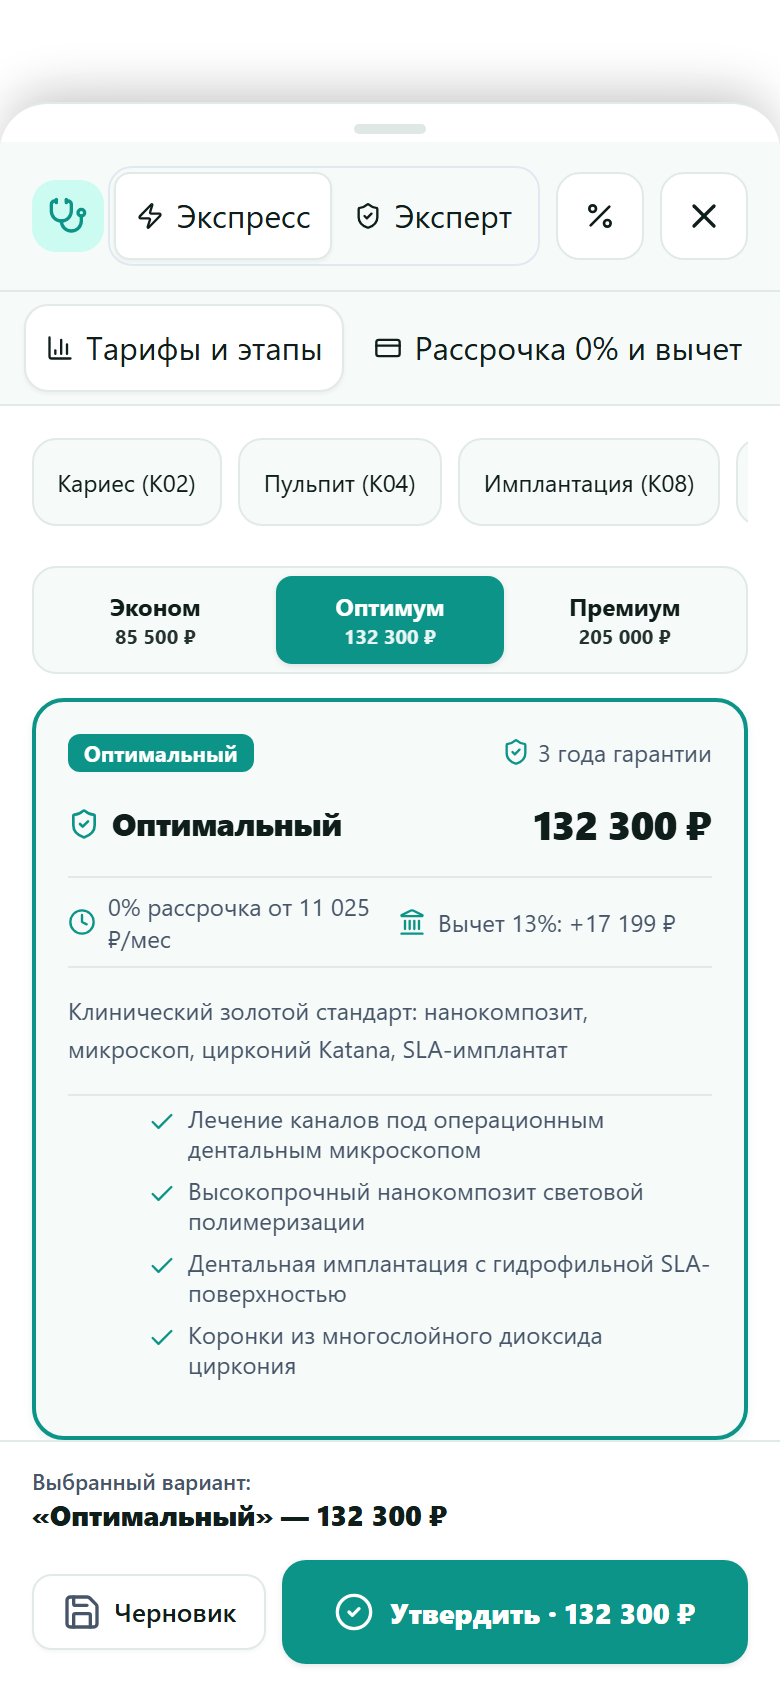 Экспресс
Эксперт
Тарифы и этапы
Рассрочка 0% и вычет
Кариес (K02)
Пульпит (K04)
Имплантация (K08)
Эконом
85 500 ₽
Оптимум
132 300 ₽
Премиум
205 000 ₽
Оптимальный
3 года гарантии
Оптимальный
132 300 ₽
0% рассрочка от 11 025
₽/мес
Вычет 13%: +17 199 ₽
Клинический золотой стандарт: нанокомпозит,
микроскоп, цирконий Katana, SLA-имплантат
Лечение каналов под операционным
дентальным микроскопом
Высокопрочный нанокомпозит световой
полимеризации
Дентальная имплантация с гидрофильной SLA-
поверхностью
Коронки из многослойного диоксида
циркония
Выбранный вариант:
«Оптимальный» — 132 300 ₽
Черновик
Утвердить · 132 300 ₽